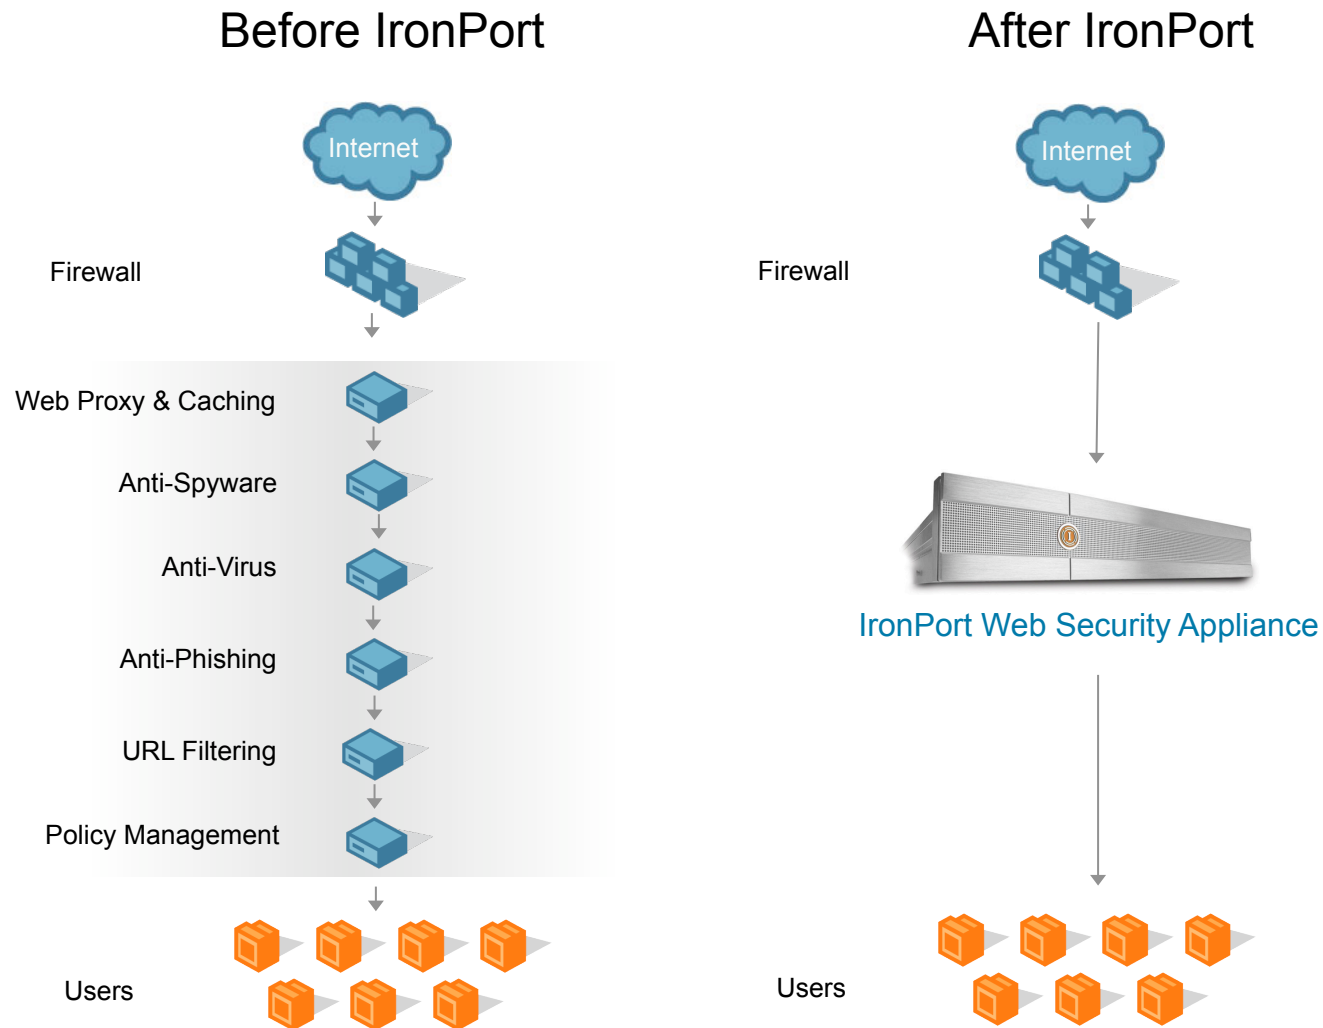 Before IronPort
After IronPort
Internet
Internet
Firewall
Firewall
Web Proxy & Caching
Anti-Spyware
Anti-Virus
IronPort Web Security Appliance
Anti-Phishing
URL Filtering
Policy Management
Users
Users